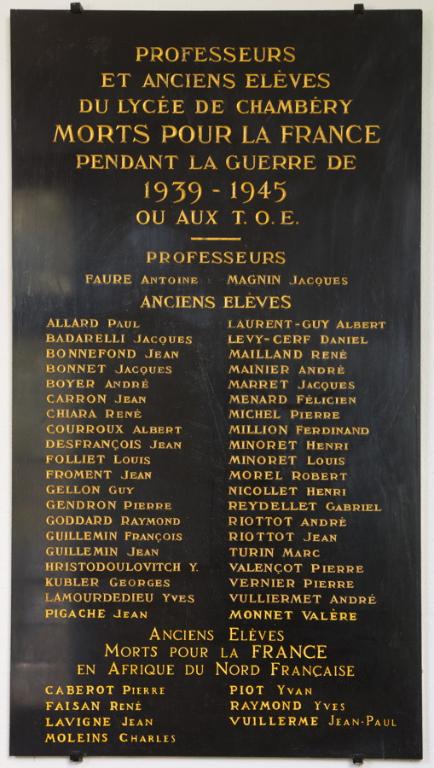 PROFESSEURS
ET ANCIENS ELÈVES
DU LYCÉE DE CHAMBÉRY
MORTS POUR LA FRANCE
PENDANT LA GUERRE DE
1939 - 1945
OU AUX T. O. E.
PROFESSEURS
FAURE ANTOINE MAGNIN JACQUES
ANCIENS ELÈVES
ALLARD PAUL
BADARELLI JACQUES
BONNEFOND JEAN
BONNET JACQUES
BOYER ANDRÉ
CARRON JEAN
CHIARA RENÉ
COURROUX ALBERT
DESFRANÇOIS JEAN
FOLLIET LOUIS
FROMENT JEAN
GELLON GUY
GENDRON PIERRE
GODDARD RAYMOND
GUILLEMIN FRANÇOIS
GUILLEMIN JEAN
HRISTODOULOVITCH Y.
KUBLER GEORGES
LAMOURDEDIEU YVES
PIGACHE JEAN
LAURENT-GUY ALBERT
LEVY-CERF DANIEL
MAILLAND RENÉ
MAINIER ANDRÉ
MARRET JACQUES
MENARD FÉLICIEN
MICHEL PIERRE
MILLION FERDINAND
MINORET HENRI
MINORET LOUIS
MOREL ROBERT
NICOLLET HENRI
REYDELLET GABRIEL
RIOTTOT ANDRÉ
RIOTTOT JEAN
TURIN MARC
VALENÇOT PIERRE
VERNIER PIERRE
VULLIERMET ANDRÉ
MONNET VALÈRE
ANCIENS ELÈVES
MORTS POUR LA FRANCE
EN AFRIQUE DU NORD FRANÇAISE
CABEROT PIERRE
FAISAN RENÉ
LAVIGNE JEAN
MOLEINS CHARLES
PIOT YVAN
RAYMOND YVES
VUILLERME JEAN-PAUL